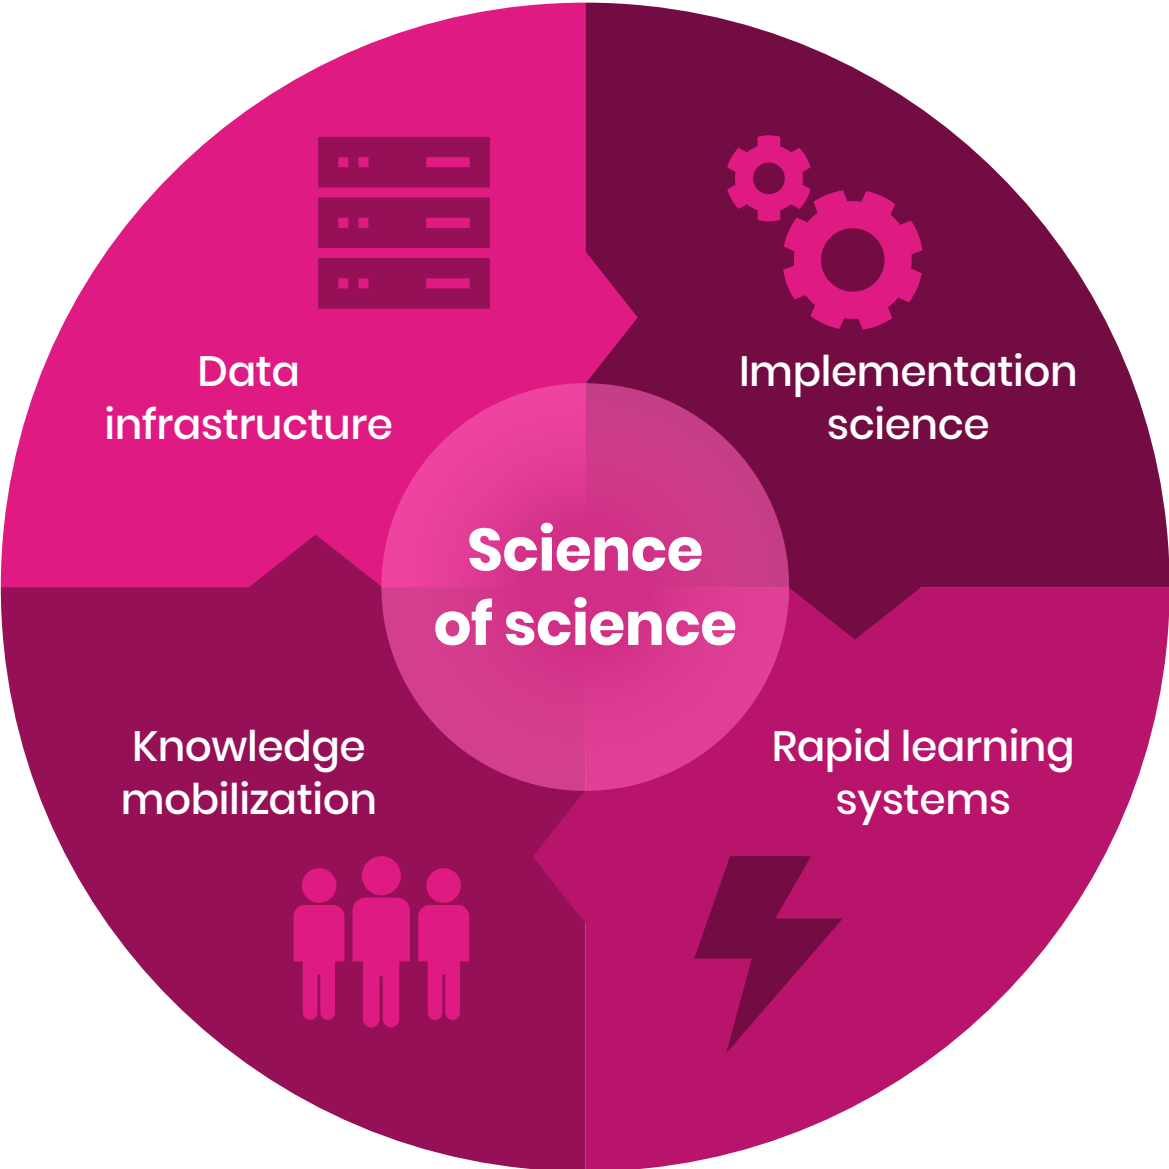 Data
infrastructure
Implementation
science
Science
of science
Knowledge
mobilization
Rapid learning
systems